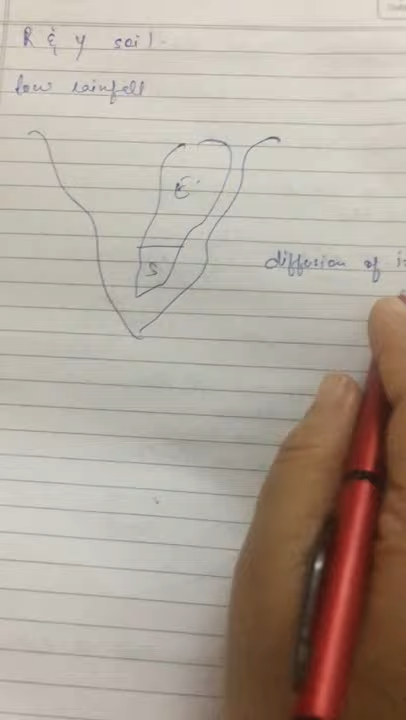 R & y soil.
low rainfall
E
S
diffusion of